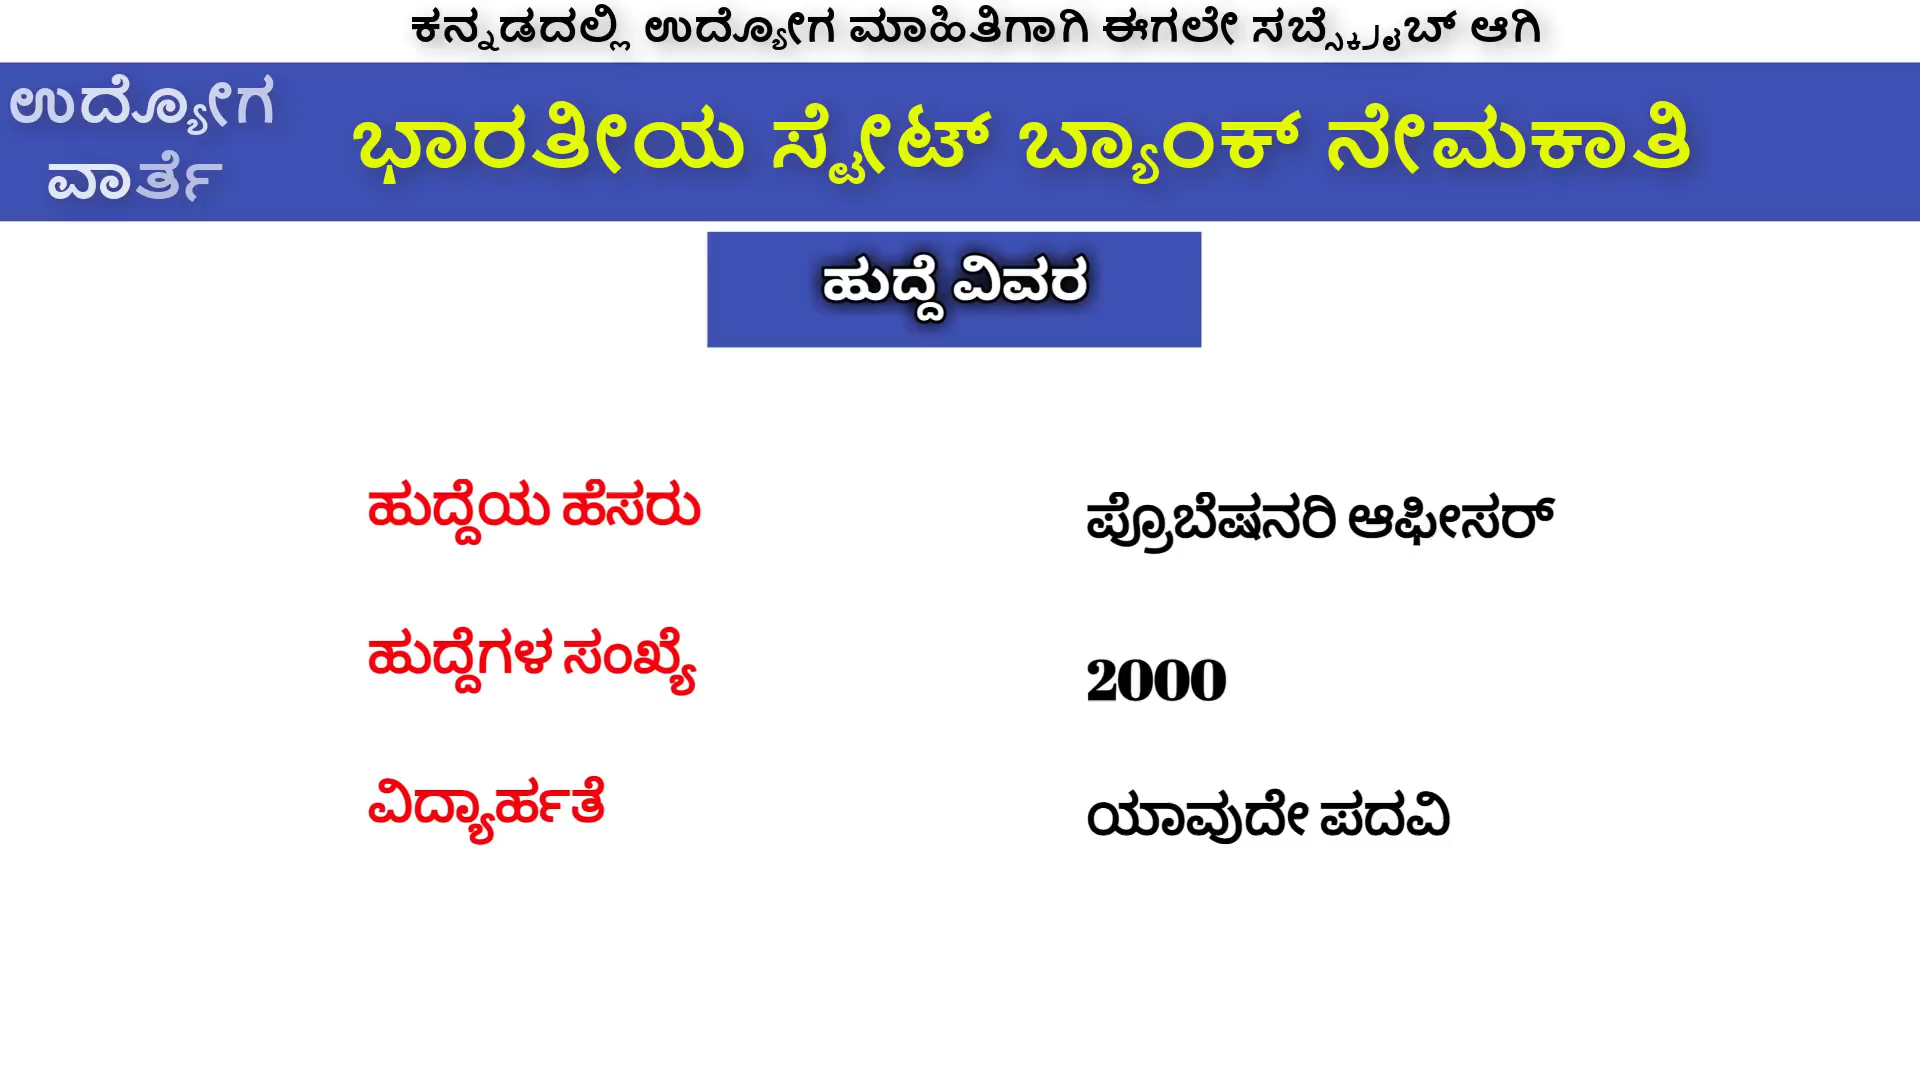 ಕನ್ನಡದಲ್ಲಿ ಉದ್ಯೋಗ ಮಾಹಿತಿಗಾಗಿ ಈಗಲೇ ಸಬ್ಸ್ಕ್ರೈಬ್ ಆಗಿ
ಉದ್ಯೋಗ
ವಾರ್ತೆ
ಭಾರತೀಯ ಸ್ಟೇಟ್ ಬ್ಯಾಂಕ್ ನೇಮಕಾತಿ
ಹುದ್ದೆ ವಿವರ
ಹುದ್ದೆಯ ಹೆಸರು ಪ್ರೊಬೆಷನರಿ ಆಫೀಸರ್
ಹುದ್ದೆಗಳ ಸಂಖ್ಯೆ 2000
ವಿದ್ಯಾರ್ಹತೆ ಯಾವುದೇ ಪದವಿ